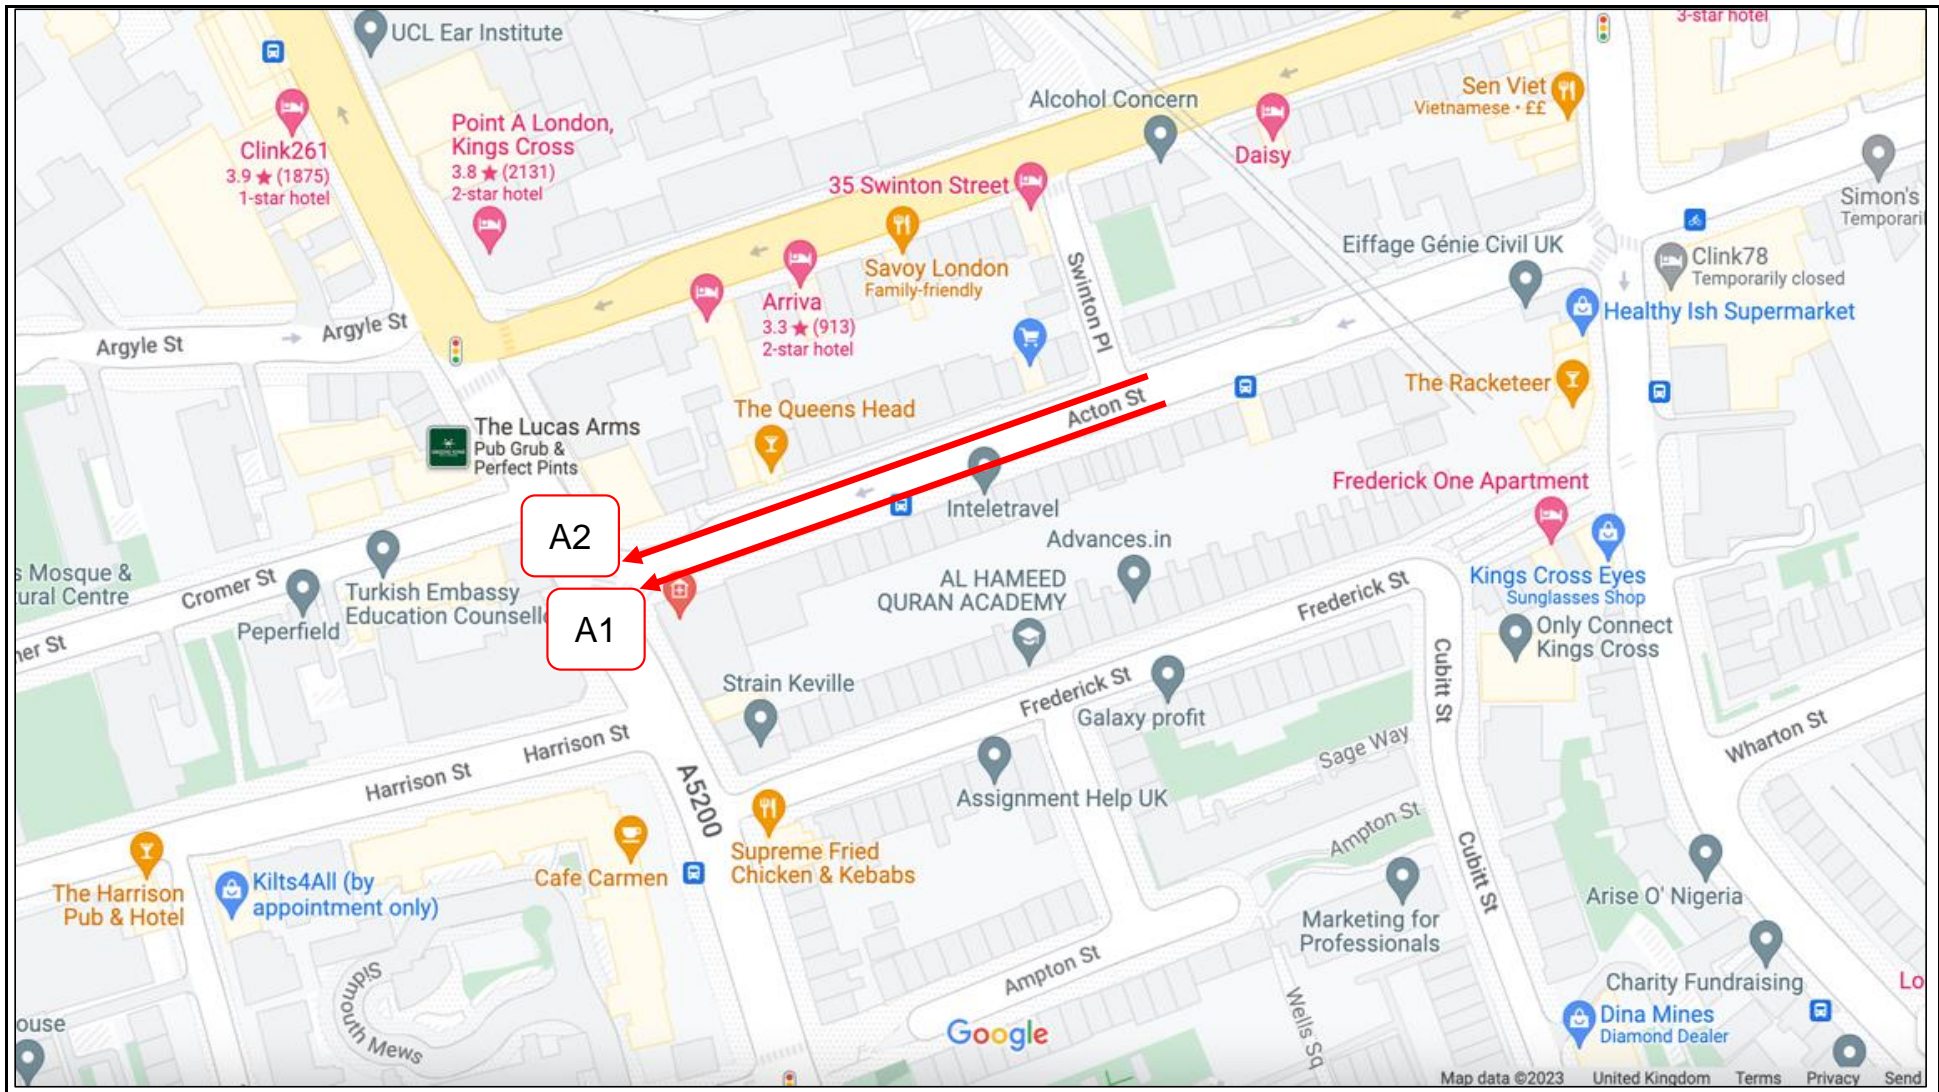 UCL Ear Institute
3-star hotel
Clink261
3.9 ★ (1875)
1-star hotel
Point A London,
Kings Cross
3.8 ★ (2131)
2-star hotel
Alcohol Concern
Sen Viet
Vietnamese · ££
Daisy
35 Swinton Street
Simon's
Temporaril
Savoy London
Family-friendly
Eiffage Génie Civil UK
Clink78
Temporarily closed
Swinton Pl
Arriva
3.3 ★ (913)
2-star hotel
Healthy Ish Supermarket
Argyle St
Argyle St
The Racketeer
The Queens Head
Acton St
The Lucas Arms
Pub Grub &
Perfect Pints
Frederick One Apartment
Inteletravel
A2
Advances.in
s Mosque &
ural Centre
Cromer St
Turkish Embassy
Education Counselle
AL HAMEED
QURAN ACADEMY
Frederick St
Kings Cross Eyes
Sunglasses Shop
A1
Peperfield
ner St
Only Connect
Kings Cross
Strain Keville
Frederick St
Cubitt St
Galaxy profit
Harrison St
Harrison St
Sage Way
Wharton St
A5200
Assignment Help UK
Ampton St
Supreme Fried
Chicken & Kebabs
Cafe Carmen
Cubitt St
The Harrison
Pub & Hotel
Kilts4All (by
appointment only)
Arise O' Nigeria
Marketing for
Professionals
Ampton St
Sidmouth Mews
Wells Sq
Charity Fundraising
Lo
Dina Mines
Diamond Dealer
ouse
Google
Map data ©2023 United Kingdom Terms Privacy Send